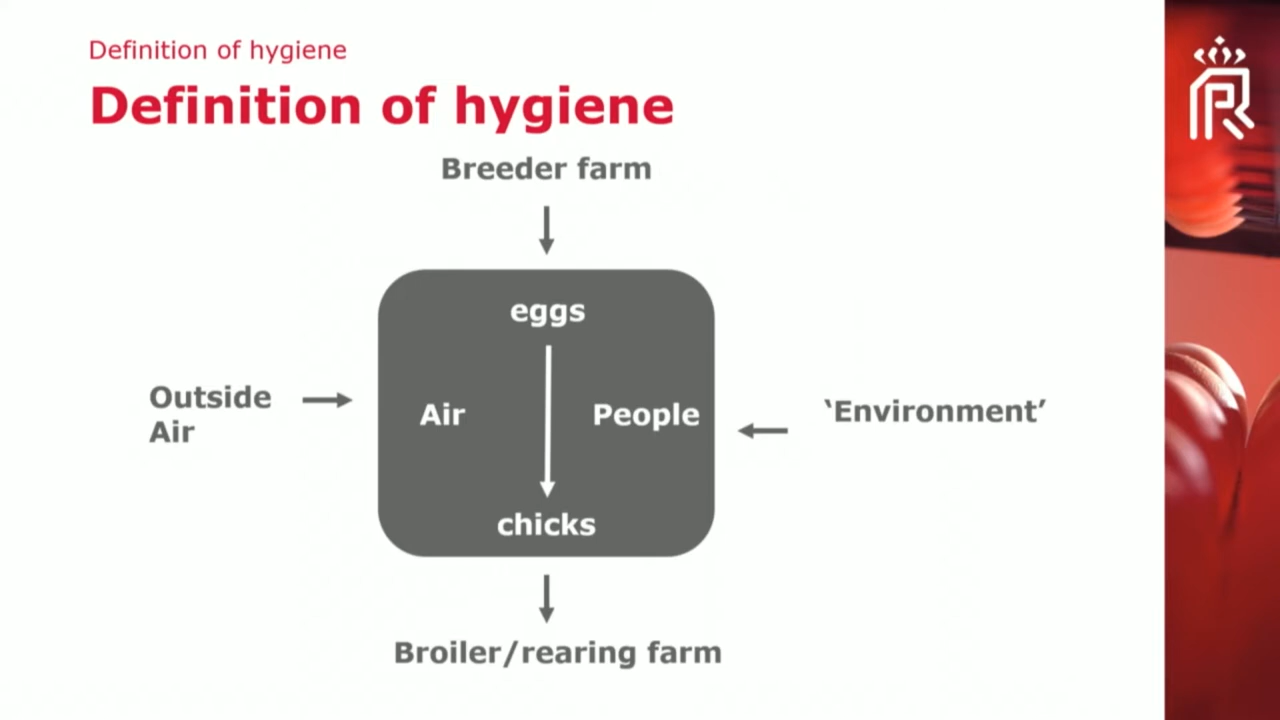 Definition of hygiene
Definition of hygiene
Breeder farm
eggs
Outside
Air
Air
People
‘Environment’
chicks
Broiler/rearing farm